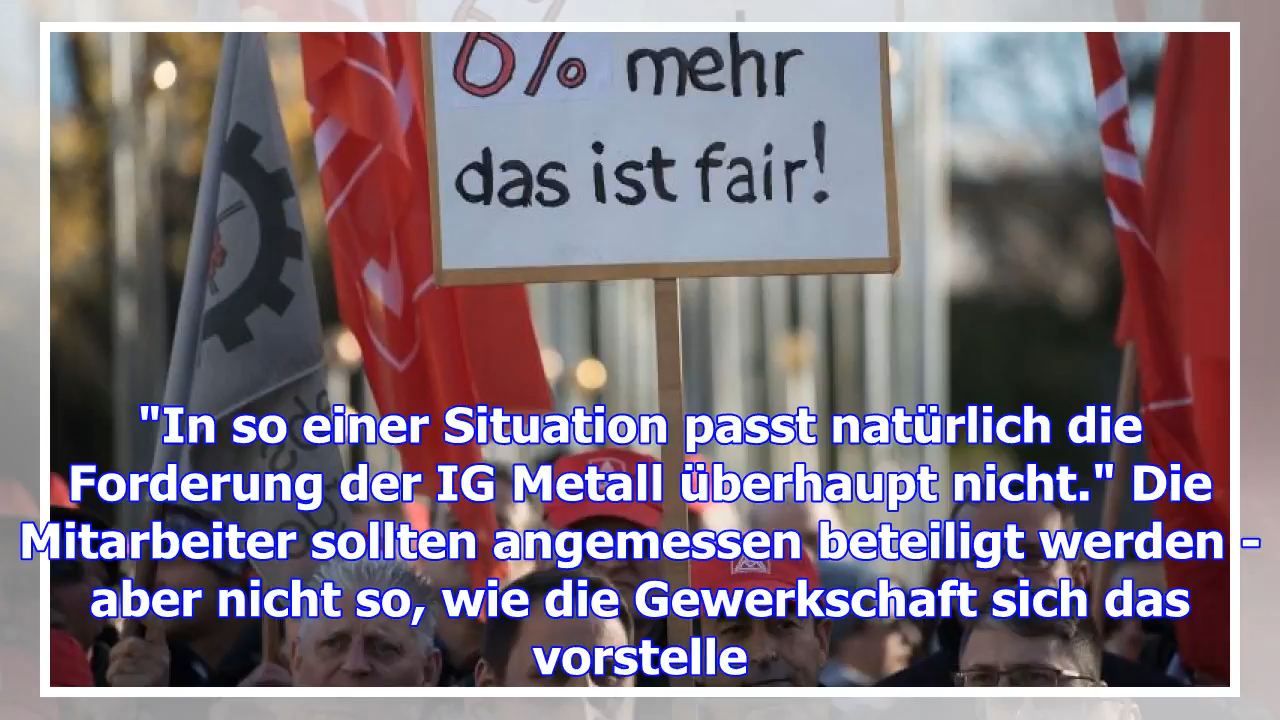 6% mehr
das ist fair!
"In so einer Situation passt natürlich die
Forderung der IG Metall überhaupt nicht." Die
Mitarbeiter sollten angemessen beteiligt werden -
aber nicht so, wie die Gewerkschaft sich das
vorstelle